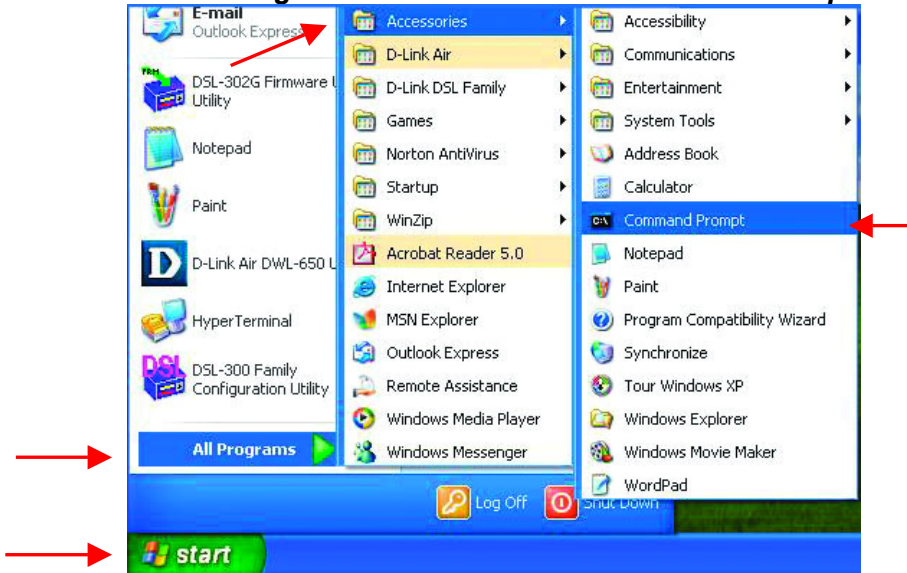 E-mail
Outlook Express
DSL-302G Firmware
Utility
Notepad
Paint
D-Link Air DWL-650 U
HyperTerminal
DSL-300 Family
Configuration Utility
All Programs
Accessories
D-Link Air
D-Link DSL Family
Games
Norton AntiVirus
Startup
WinZip
Acrobat Reader 5.0
Internet Explorer
MSN Explorer
Outlook Express
Remote Assistance
Windows Media Player
Windows Messenger
Accessibility
Communications
Entertainment
System Tools
Address Book
Calculator
C:\ Command Prompt
Notepad
Paint
Program Compatibility Wizard
Synchronize
Tour Windows XP
Windows Explorer
Windows Movie Maker
WordPad
Log Off
Shut Down
start